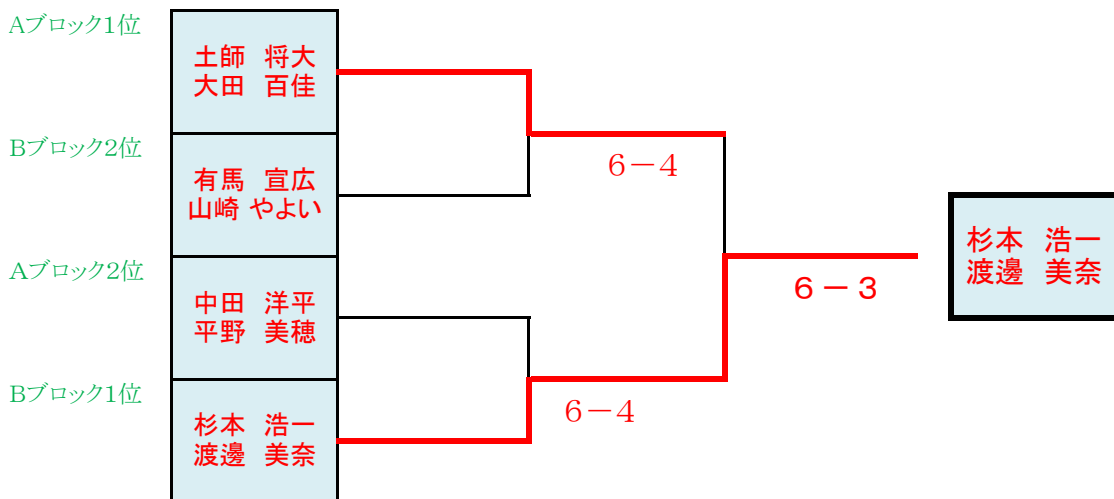 Aブロック1位
土師　将大
大田　百佳
Bブロック2位
有馬　宣広
山崎 やよい
6－4
Aブロック2位
中田　洋平
平野　美穂
6－3
杉本　浩一
渡邊　美奈
Bブロック1位
杉本　浩一
渡邊　美奈
6－4